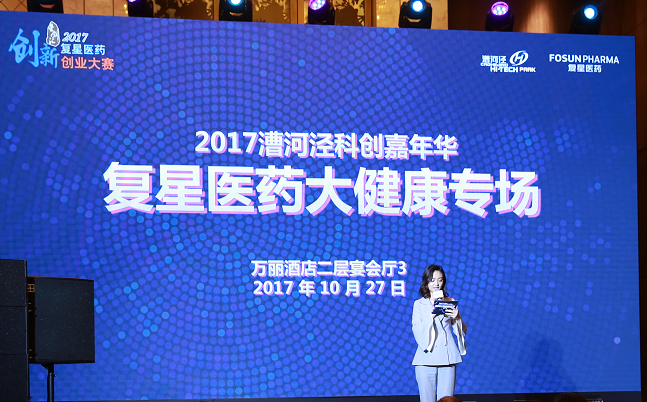 创新
2017
复星医药
创业大赛
漕河泾
HI-TECH PARK
FOSUN PHARMA
复星医药
2017漕河泾科创嘉年华
复星医药大健康专场
万丽酒店二层宴会厅3
2017 年 10 月 27 日